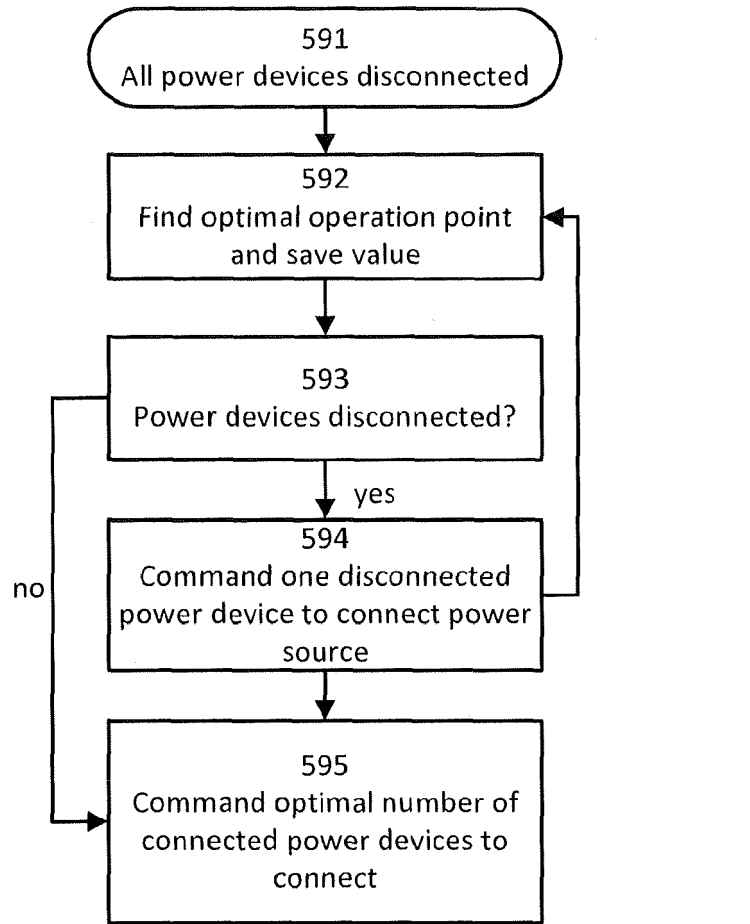 591
All power devices disconnected
592
Find optimal operation point
and save value
593
Power devices disconnected?
yes
594
Command one disconnected
power device to connect power
source
no
595
Command optimal number of
connected power devices to
connect